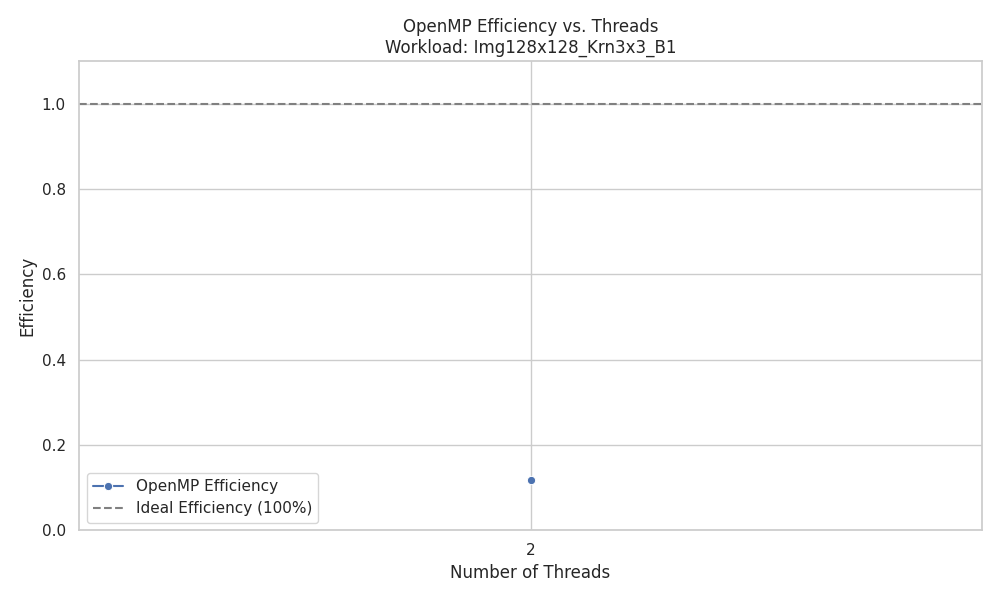 OpenMP Efficiency vs. Threads
Workload: Img128x128_Krn3x3_B1
Efficiency
1.0
0.8
0.6
0.4
0.2
0.0
OpenMP Efficiency
Ideal Efficiency (100%)
2
Number of Threads